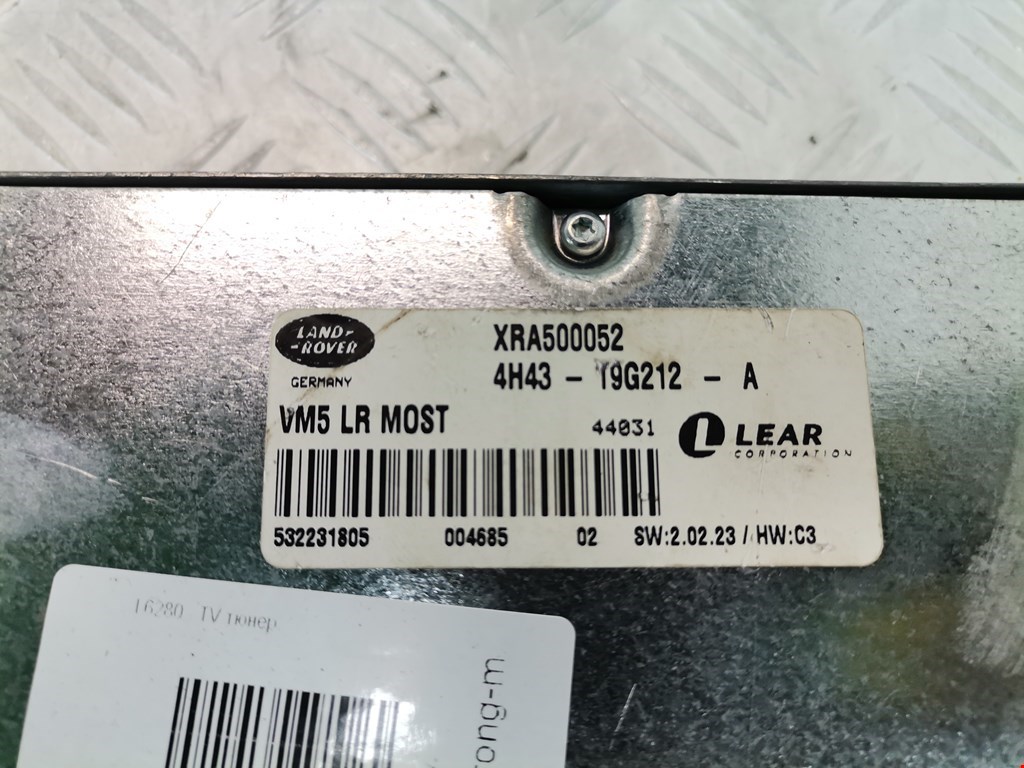 LAND-
-ROVER
GERMANY
XRA500052
4H43 - 19G212 - A
VM5 LR MOST
44031
LEAR
CORPORATION
532231805 004685 02 SW:2.02.23 / HW:C3
16280 TV тюнер